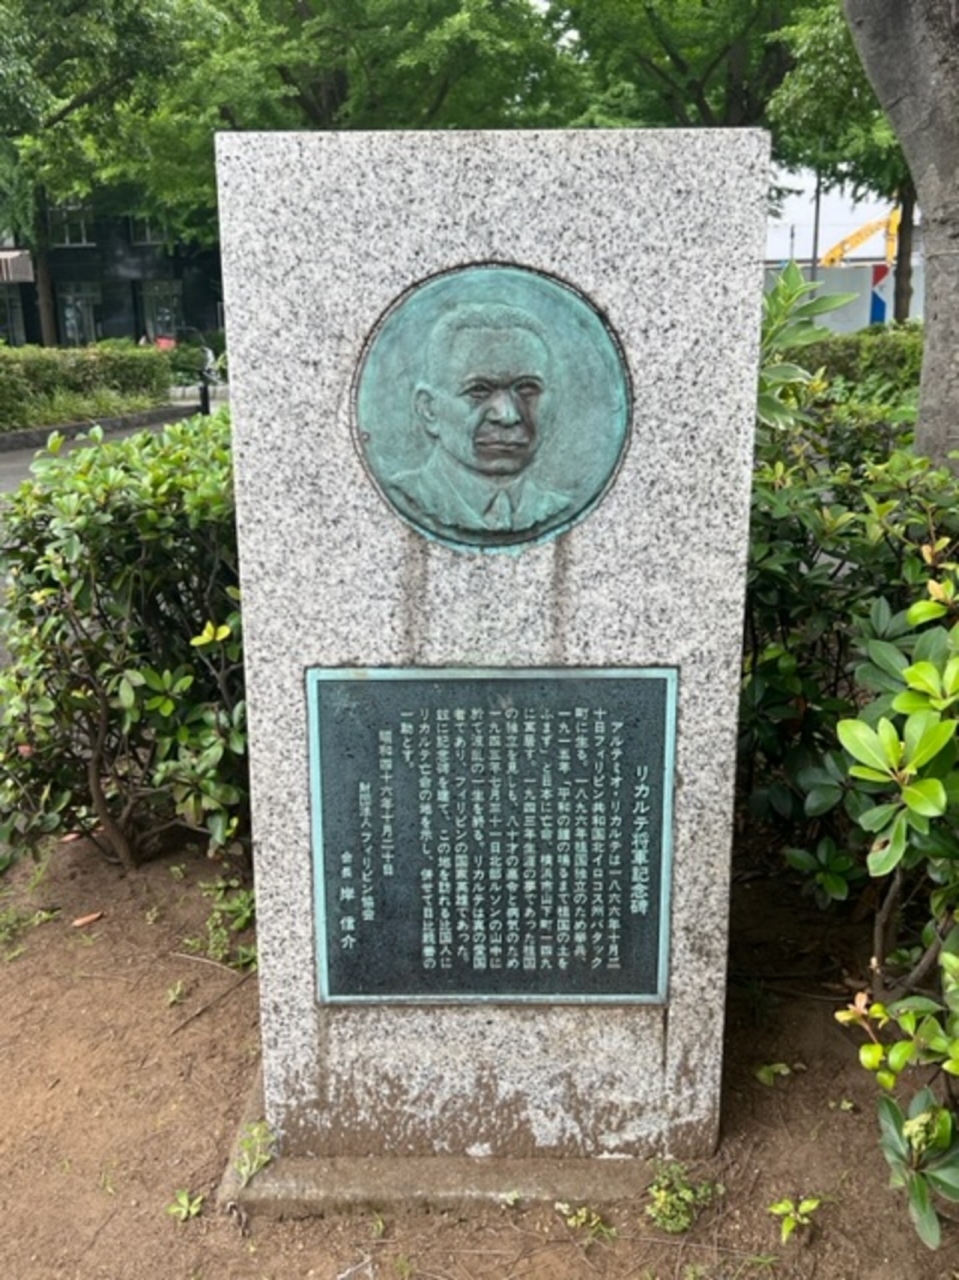 リカルテ将軍記念碑
アルテミオ・リカルテは一八六六年十月二
十日フィリピン共和国北イロコス州バタック
町に生る。一八九六年祖国独立のため挙兵、
一九一五年、「平和の鐘の鳴るまで祖国の土を
ふまず」と日本に亡命、横浜市山下町一四九
に寓居す。一九四三年生涯の夢であった祖国
の独立を見しも、八十才の高令と病気のため
一九四五年七月三十一日北部ルソンの山中に
於て波乱の一生を終る。リカルテは真の愛国
者であり、フィリピンの国家英雄であった。
茲に記念碑を建て、この地を訪れる比国人に
リカルテ亡命の地を示し、併せて日比親善の
一助とす。
昭和四十六年十月二十日
財団法人フィリピン協会
会長 岸 信介